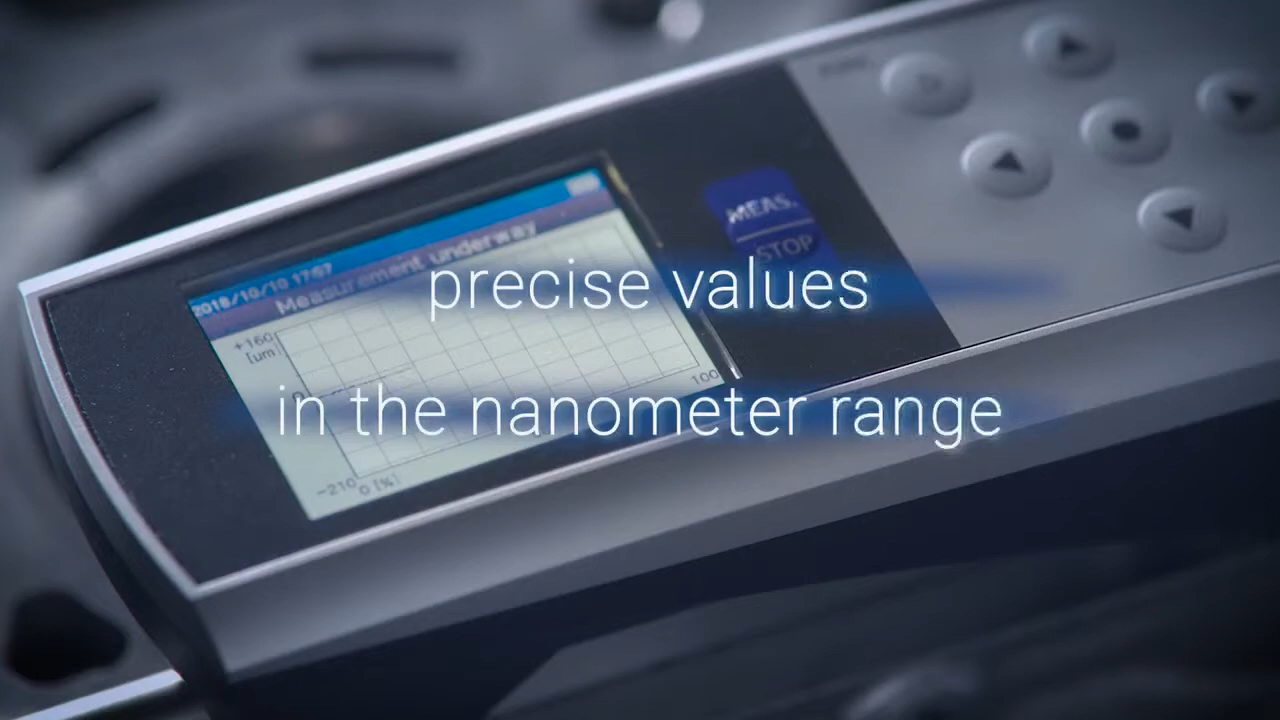 MEAS.
STOP
2018/10/10 17:07
Measurement underway
precise values
+160
[um]
0
100
in the nanometer range
-210
0 [%]